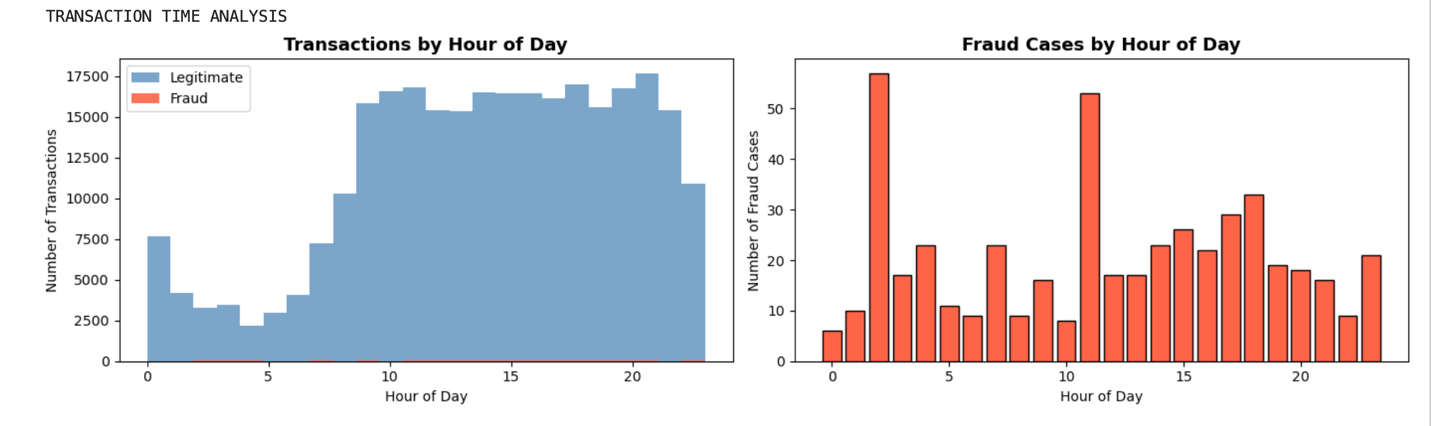 TRANSACTION TIME ANALYSIS
Transactions by Hour of Day
Legitimate
Fraud
Number of Transactions
17500
15000
12500
10000
7500
5000
2500
0
0 5 10 15 20
Hour of Day
Fraud Cases by Hour of Day
Number of Fraud Cases
50
40
30
20
10
0
0 5 10 15 20
Hour of Day